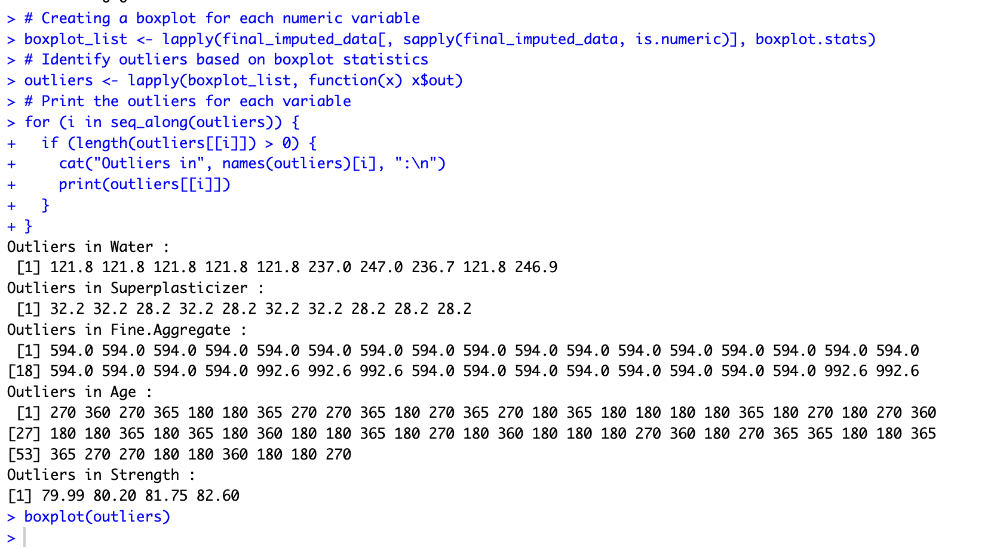 > # Creating a boxplot for each numeric variable
> boxplot_list <- lapply(final_imputed_data[, sapply(final_imputed_data, is.numeric)], boxplot.stats)
> # Identify outliers based on boxplot statistics
> outliers <- lapply(boxplot_list, function(x) x$out)
> # Print the outliers for each variable
> for (i in seq_along(outliers)) {
+   if (length(outliers[[i]]) > 0) {
+     cat("Outliers in", names(outliers)[i], ":\n")
+     print(outliers[[i]])
+   }
+ }
Outliers in Water :
 [1] 121.8 121.8 121.8 121.8 121.8 237.0 247.0 236.7 121.8 246.9
Outliers in Superplasticizer :
 [1] 32.2 32.2 28.2 32.2 28.2 32.2 32.2 28.2 28.2 28.2
Outliers in Fine.Aggregate :
 [1] 594.0 594.0 594.0 594.0 594.0 594.0 594.0 594.0 594.0 594.0 594.0 594.0 594.0 594.0 594.0 594.0 594.0
[18] 594.0 594.0 594.0 594.0 992.6 992.6 992.6 594.0 594.0 594.0 594.0 594.0 594.0 594.0 594.0 992.6 992.6
Outliers in Age :
 [1] 270 360 270 365 180 180 365 270 270 365 180 270 365 270 180 365 180 180 180 180 365 180 270 180 270 360
[27] 180 180 365 180 365 180 360 180 180 365 180 270 180 360 180 180 180 270 360 180 270 365 365 180 180 365
[53] 365 270 270 180 180 360 180 180 270
Outliers in Strength :
[1] 79.99 80.20 81.75 82.60
> boxplot(outliers)
>